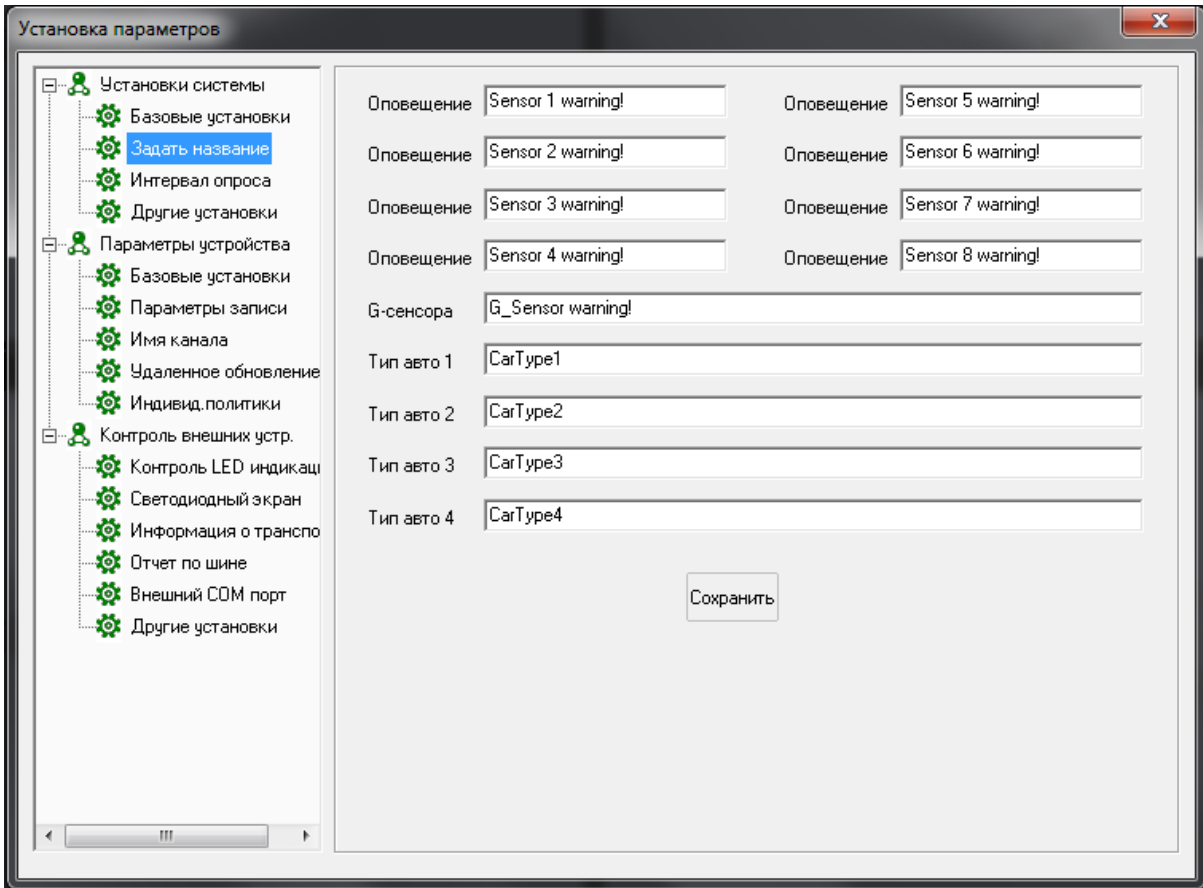 Установка параметров
Установки системы
Базовые установки
Задать название
Интервал опроса
Другие установки
Параметры устройства
Базовые установки
Параметры записи
Имя канала
Удаленное обновление
Индивид.политики
Контроль внешних устр.
Контроль LED индикаци
Светодиодный экран
Информация о транспо
Отчет по шине
Внешний COM порт
Другие установки
Оповещение Sensor 1 warning! Оповещение Sensor 5 warning!
Оповещение Sensor 2 warning! Оповещение Sensor 6 warning!
Оповещение Sensor 3 warning! Оповещение Sensor 7 warning!
Оповещение Sensor 4 warning! Оповещение Sensor 8 warning!
G-сенсора G_Sensor warning!
Тип авто 1 CarType1
Тип авто 2 CarType2
Тип авто 3 CarType3
Тип авто 4 CarType4
Сохранить